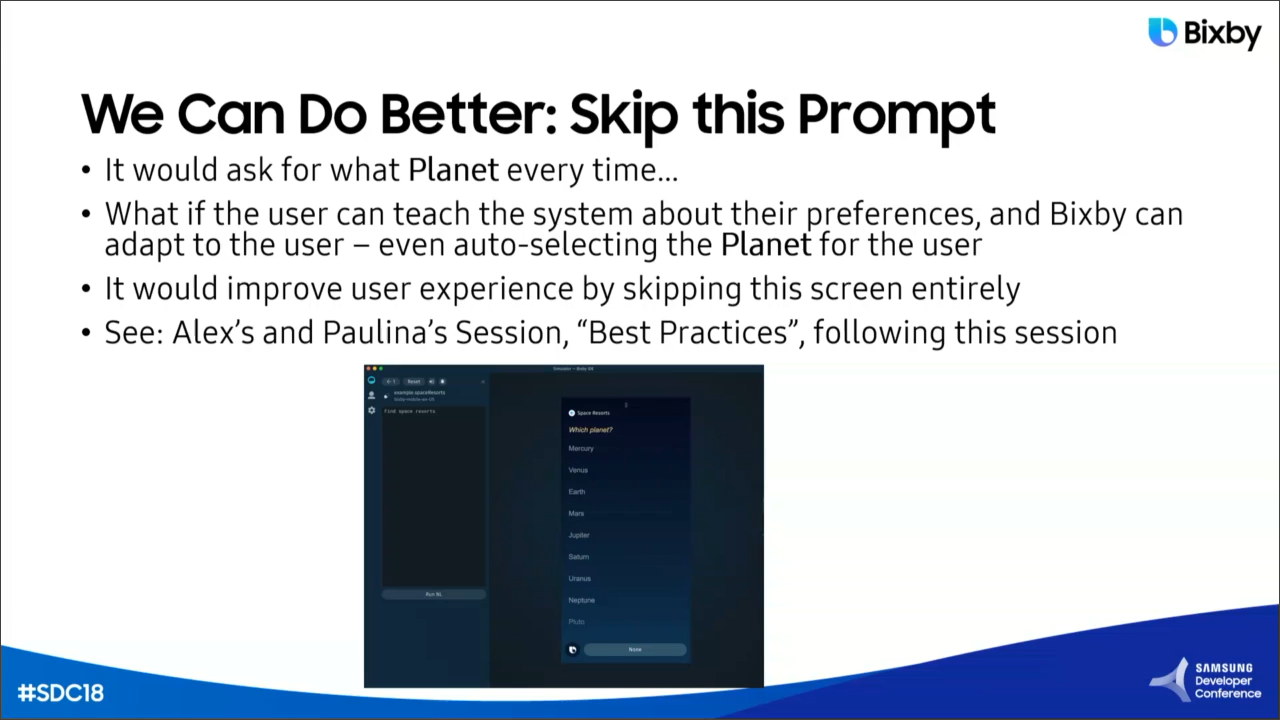 Bixby
We Can Do Better: Skip this Prompt
• It would ask for what Planet every time...
• What if the user can teach the system about their preferences, and Bixby can
adapt to the user – even auto-selecting the Planet for the user
• It would improve user experience by skipping this screen entirely
• See: Alex's and Paulina's Session, “Best Practices”, following this session
Reset
example.spaceResorts
find space resorts
Run NL
Space Resorts
Which planet?
Mercury
Venus
Earth
Mars
Jupiter
Saturn
Uranus
Neptune
Pluto
None
#SDC18
SAMSUNG
Developer
Conference